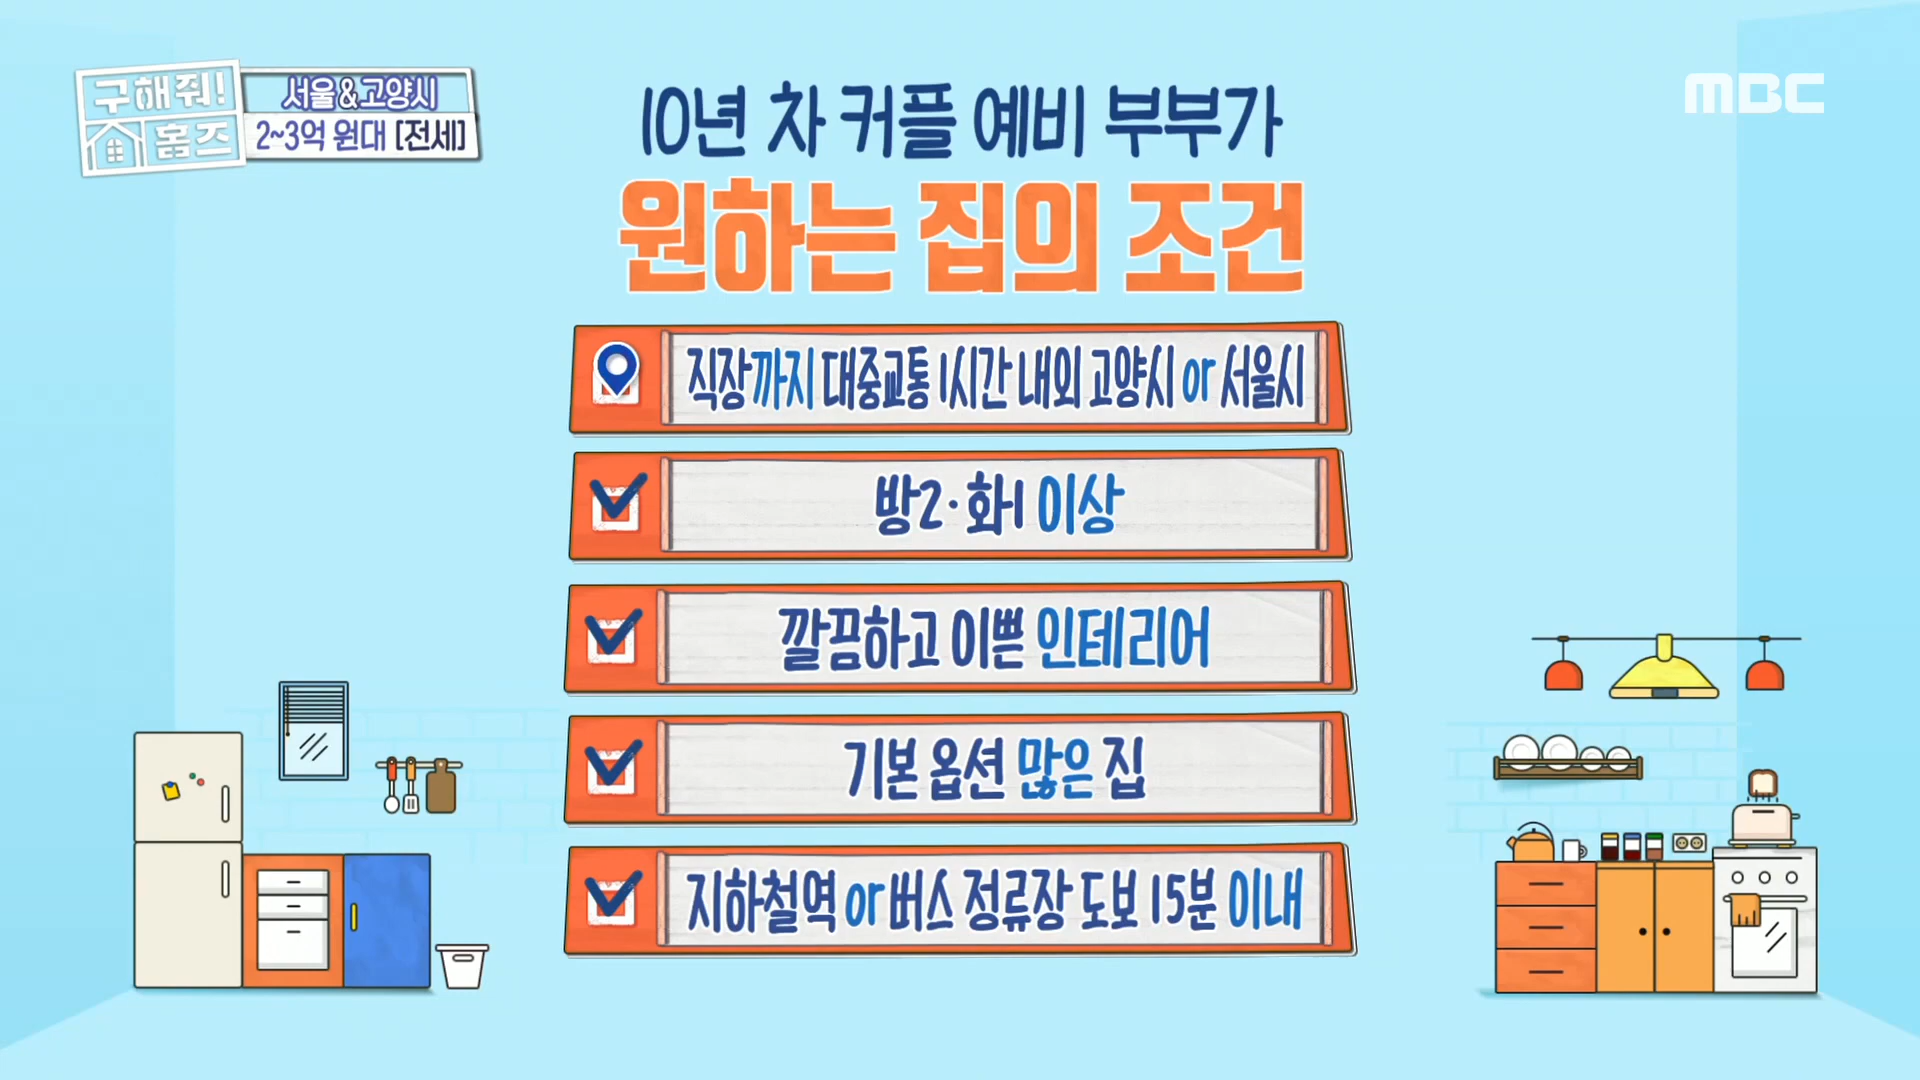 구해줘!
홈즈
서울&고양시
2~3억 원대 [전세]
MBC
10년 차 커플 예비 부부가
원하는 집의 조건
직장까지 대중교통 1시간 내외 고양시 or 서울시
방2·화1 이상
깔끔하고 이쁜 인테리어
기본 옵션 많은 집
지하철역 or 버스 정류장 도보 15분 이내